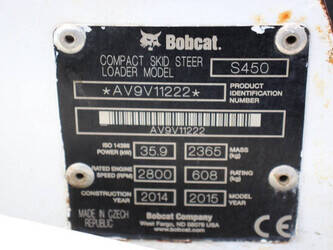 Bobcat.
COMPACT SKID STEER
LOADER MODEL S450
*AV9V11222* PRODUCT IDENTIFICATION NUMBER
AV9V11222
ISO 14396 POWER (kW) 35.9 2365 MASS (kg)
RATED ENGINE SPEED (RPM) 2800 608 RATING (kg)
CONSTRUCTION YEAR 2014 2015 MODEL YEAR
MADE IN CZECH REPUBLIC
Bobcat Company
West Fargo, ND 58078 USA
CE